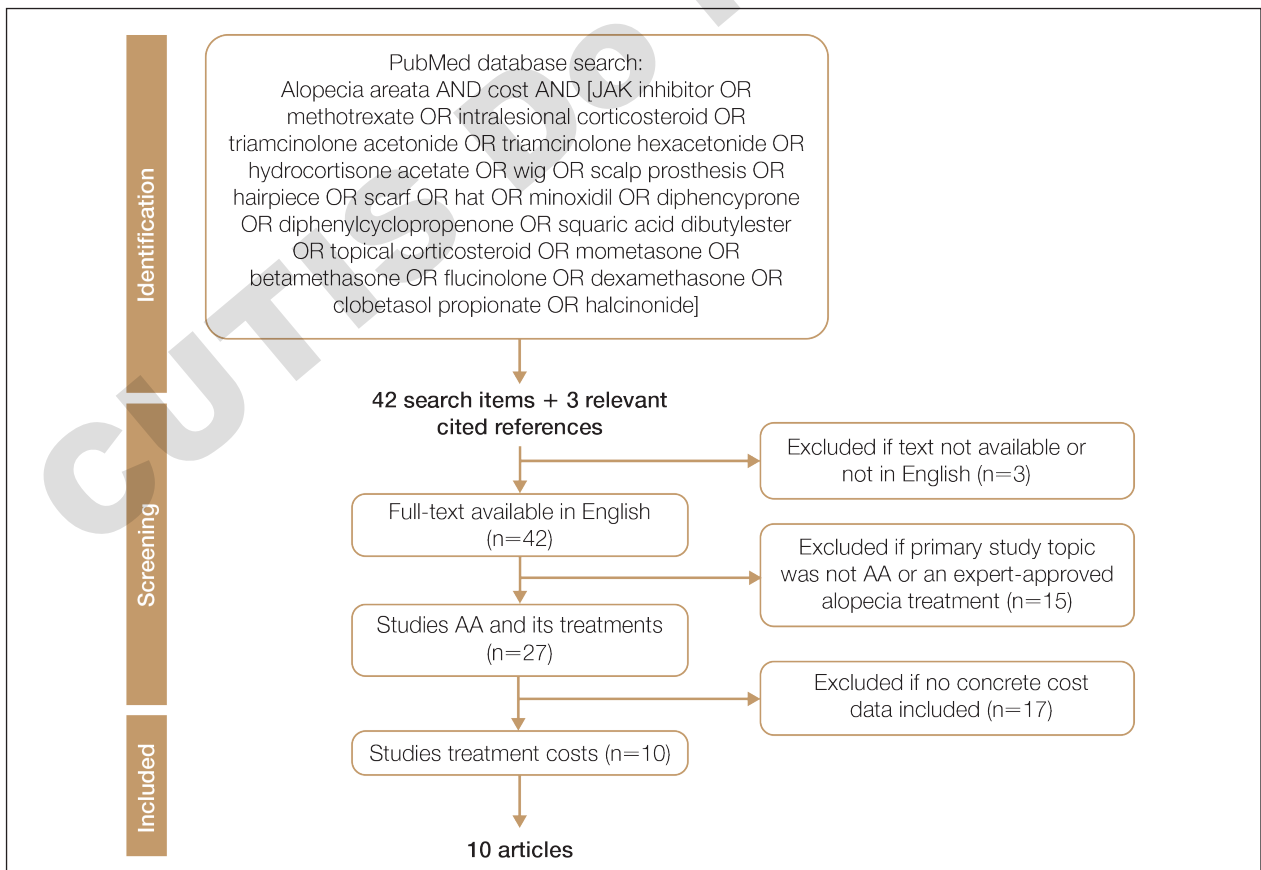 Identification
PubMed database search:
Alopecia areata AND cost AND [JAK inhibitor OR
methotrexate OR intralesional corticosteroid OR
triamcinolone acetonide OR triamcinolone hexacetonide OR
hydrocortisone acetate OR wig OR scalp prosthesis OR
hairpiece OR scarf OR hat OR minoxidil OR diphencyprone
OR diphenylcyclopropenone OR squaric acid dibutylester
OR topical corticosteroid OR mometasone OR
betamethasone OR flucinolone OR dexamethasone OR
clobetasol propionate OR halcinonide]
42 search items + 3 relevant
cited references
Screening
Excluded if text not available or
not in English (n=3)
Full-text available in English
(n=42)
Excluded if primary study topic
was not AA or an expert-approved
alopecia treatment (n=15)
Studies AA and its treatments
(n=27)
Excluded if no concrete cost
data included (n=17)
Included
Studies treatment costs (n=10)
10 articles
CUTIS Do